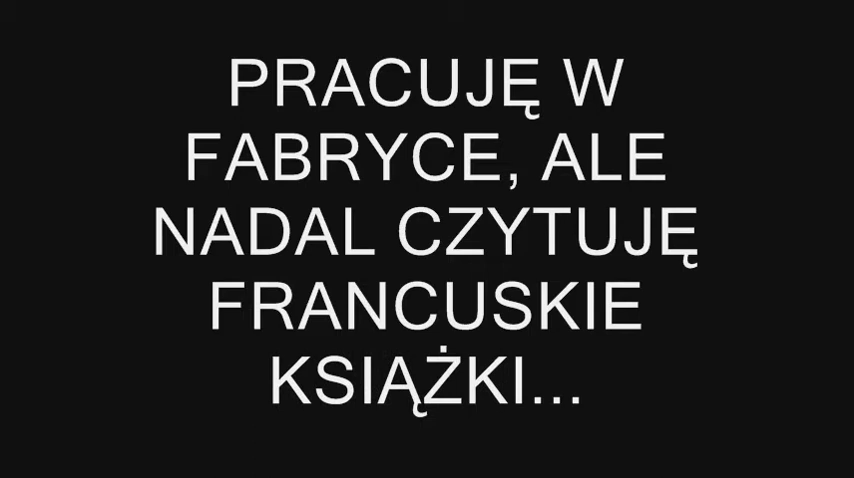 PRACUJĘ W
FABRYCE, ALE
NADAL CZYTUJĘ
FRANCUSKIE
KSIĄŻKI...